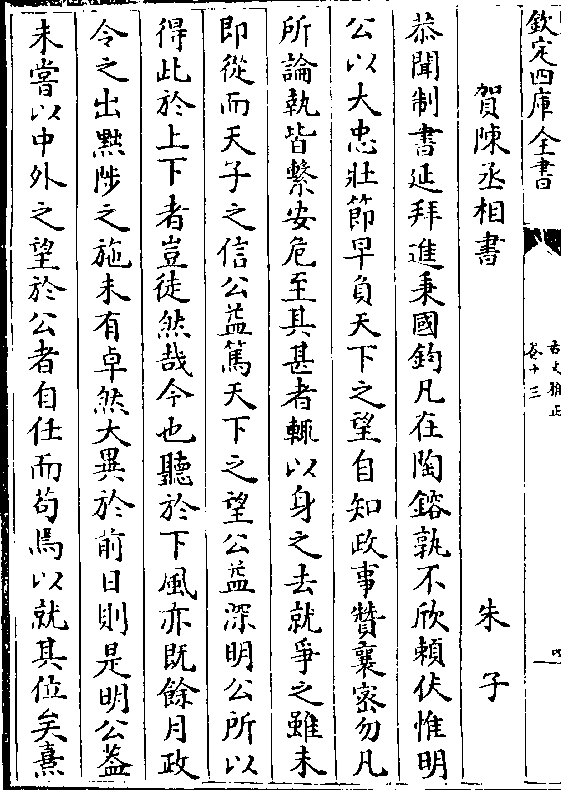 欽定四庫全書
古文雅正
卷十三
賀陳丞相書 朱子
恭聞制書延拜進秉國鈞凡在陶鎔孰不欣頼伏惟明
公以大忠壯節早負天下之望自知政事贊襄密勿凡
所論執皆繫安危至其甚者輒以身之去就爭之雖未
即從而天子之信公益篤天下之望公益深明公所以
得此於上下者豈徒然哉今也聽於下風亦既餘月政
令之出黜陟之施未有卓然大異於前日則是明公蓋
未嘗以中外之望於公者自任而苟焉以就其位矣熹